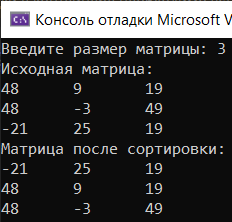 Консоль отладки Microsoft V
Введите размер матрицы: 3
Исходная матрица:
48 9 19
48 -3 49
-21 25 19
Матрица после сортировки:
-21 25 19
48 9 19
48 -3 49